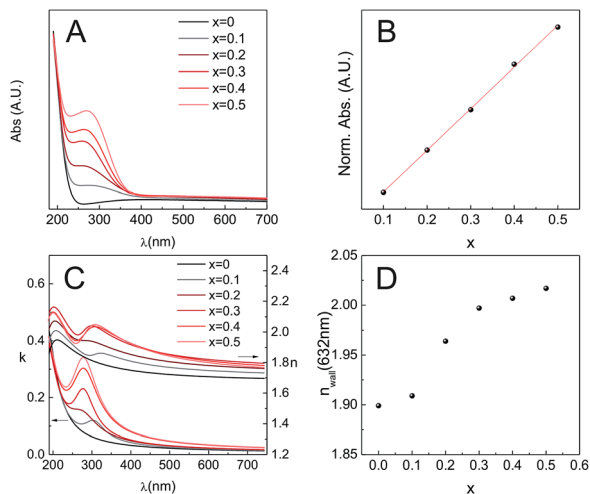 A
x=0
x=0.1
x=0.2
x=0.3
x=0.4
x=0.5
Abs (A.U.)
200 300 400 500 600 700
λ(nm)
B
Norm. Abs. (A.U.)
0.1 0.2 0.3 0.4 0.5
x
C
x=0
x=0.1
x=0.2
x=0.3
x=0.4
x=0.5
0.6
0.4
k
0.2
0.0
2.4
2.2
2.0
1.8n
1.6
1.4
1.2
200 300 400 500 600 700
λ(nm)
D
2.05
2.00
1.95
1.90
1.85
n wall (632nm)
0.0 0.1 0.2 0.3 0.4 0.5 0.6
x